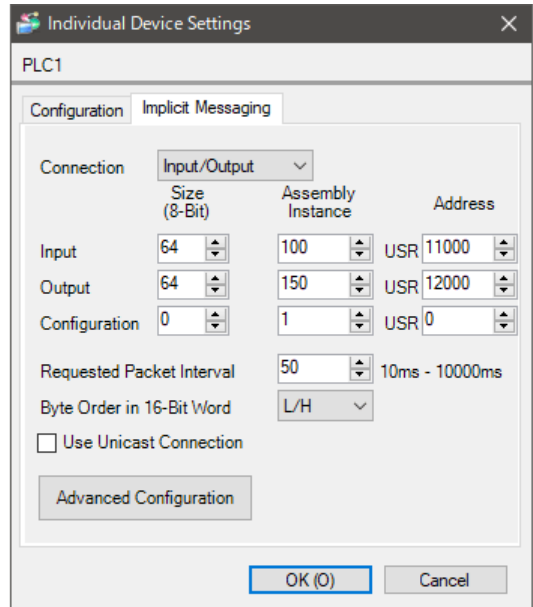 Individual Device Settings
PLC1
Configuration Implicit Messaging
Connection Input/Output
Size (8-Bit) Assembly Instance Address
Input 64 100 USR 11000
Output 64 150 USR 12000
Configuration 0 1 USR 0
Requested Packet Interval 50 10ms - 10000ms
Byte Order in 16-Bit Word L/H
Use Unicast Connection
Advanced Configuration
OK (O) Cancel